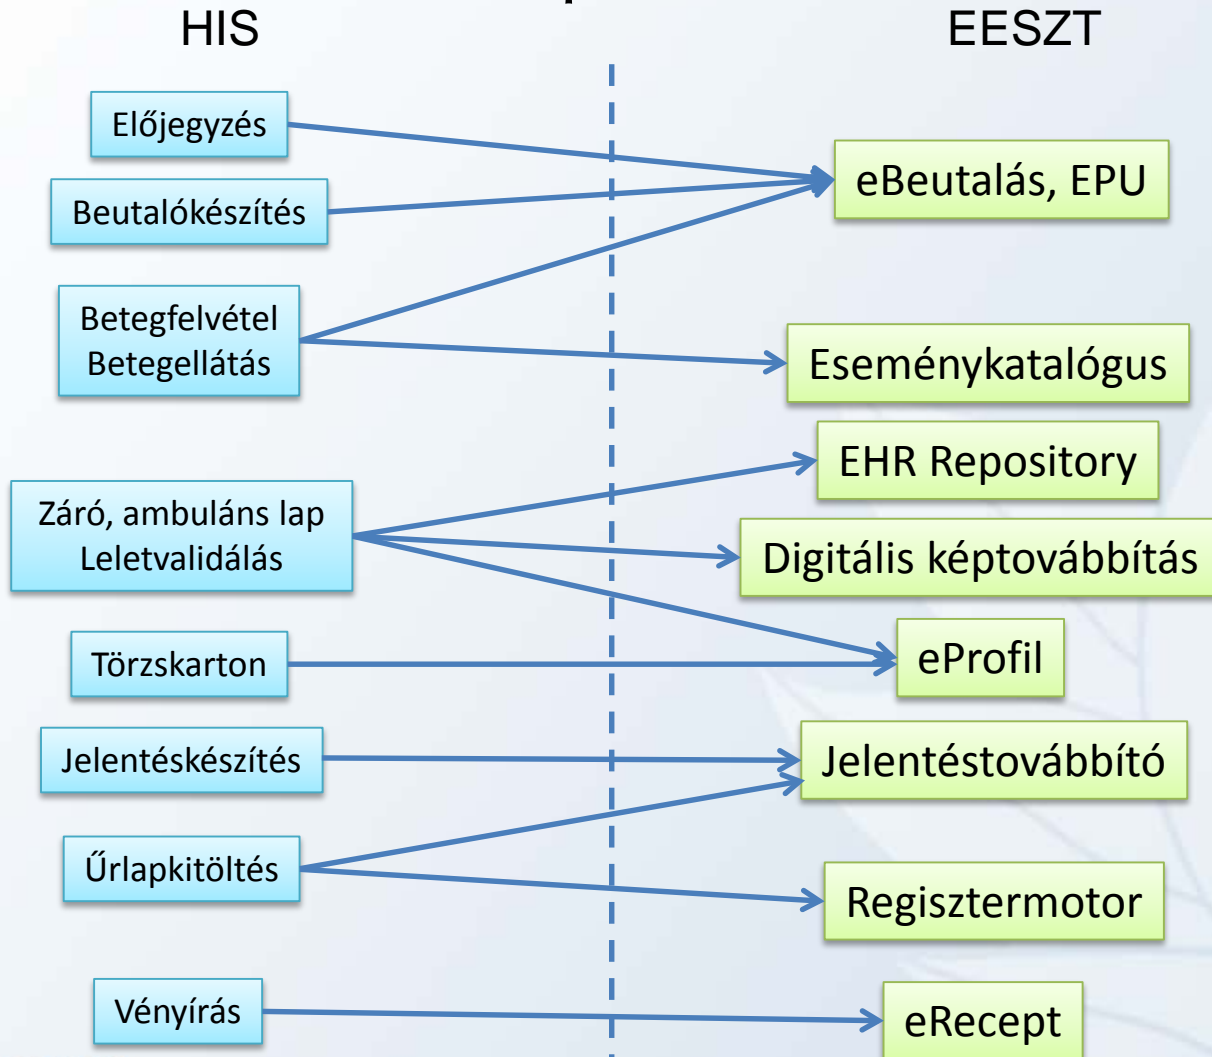 HIS
EESZT
Előjegyzés
eBeutalás, EPU
Beutalókészítés
Betegfelvétel
Betegellátás
Eseménykatalógus
EHR Repository
Záró, ambuláns lap
Leletvalidálás
Digitális képtovábbítás
Törzskarton
eProfil
Jelentéskészítés
Jelentéstovábbító
Űrlapkitöltés
Regisztermotor
Vényírás
eRecept